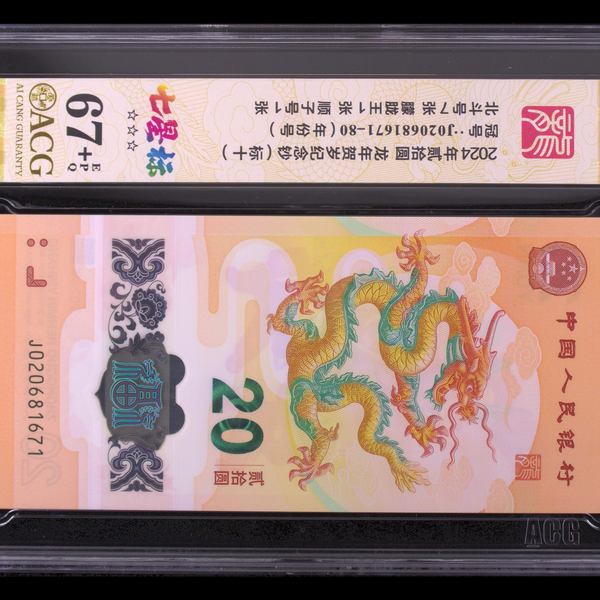 2024年贰拾圆 龙年贺岁纪念钞（标十）
冠号：J020681671-80（年份号）
北斗号7张 腰敖王1张 顺子号1张
七星标
☆☆☆
67+EPQ
ACG
AI CANG GUARANTY
中国人民银行
20
贰拾圆
J020681671
ACG